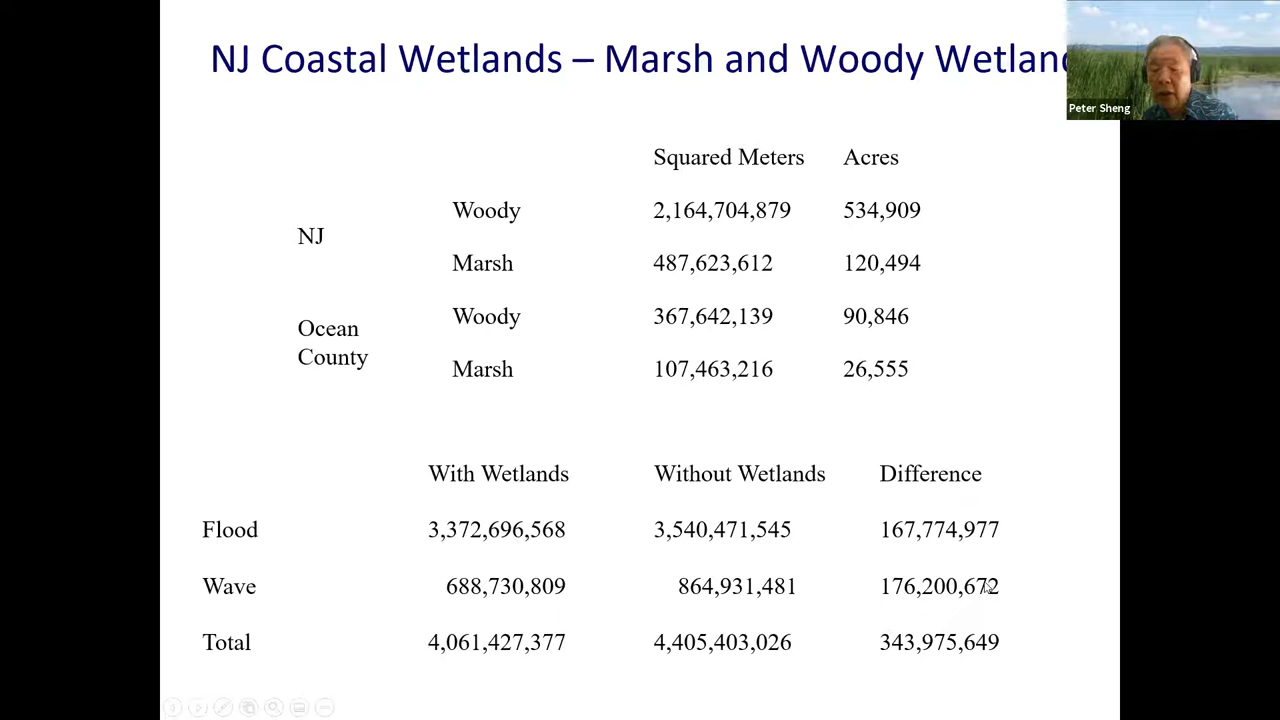 NJ Coastal Wetlands – Marsh and Woody Wetland
Peter Sheng
Squared Meters Acres
NJ
Woody 2,164,704,879 534,909
Marsh 487,623,612 120,494
Ocean
County
Woody 367,642,139 90,846
Marsh 107,463,216 26,555
With Wetlands Without Wetlands Difference
Flood 3,372,696,568 3,540,471,545 167,774,977
Wave 688,730,809 864,931,481 176,200,672
Total 4,061,427,377 4,405,403,026 343,975,649